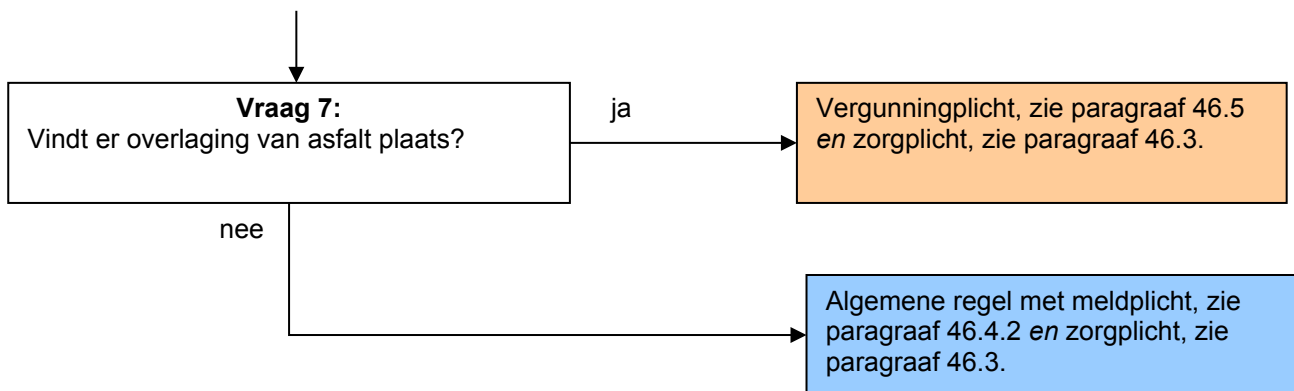 Vraag 7:
Vindt er overlaging van asfalt plaats?
ja
Vergunningplicht, zie paragraaf 46.5
en zorgplicht, zie paragraaf 46.3.
nee
Algemene regel met meldplicht, zie
paragraaf 46.4.2 en zorgplicht, zie
paragraaf 46.3.